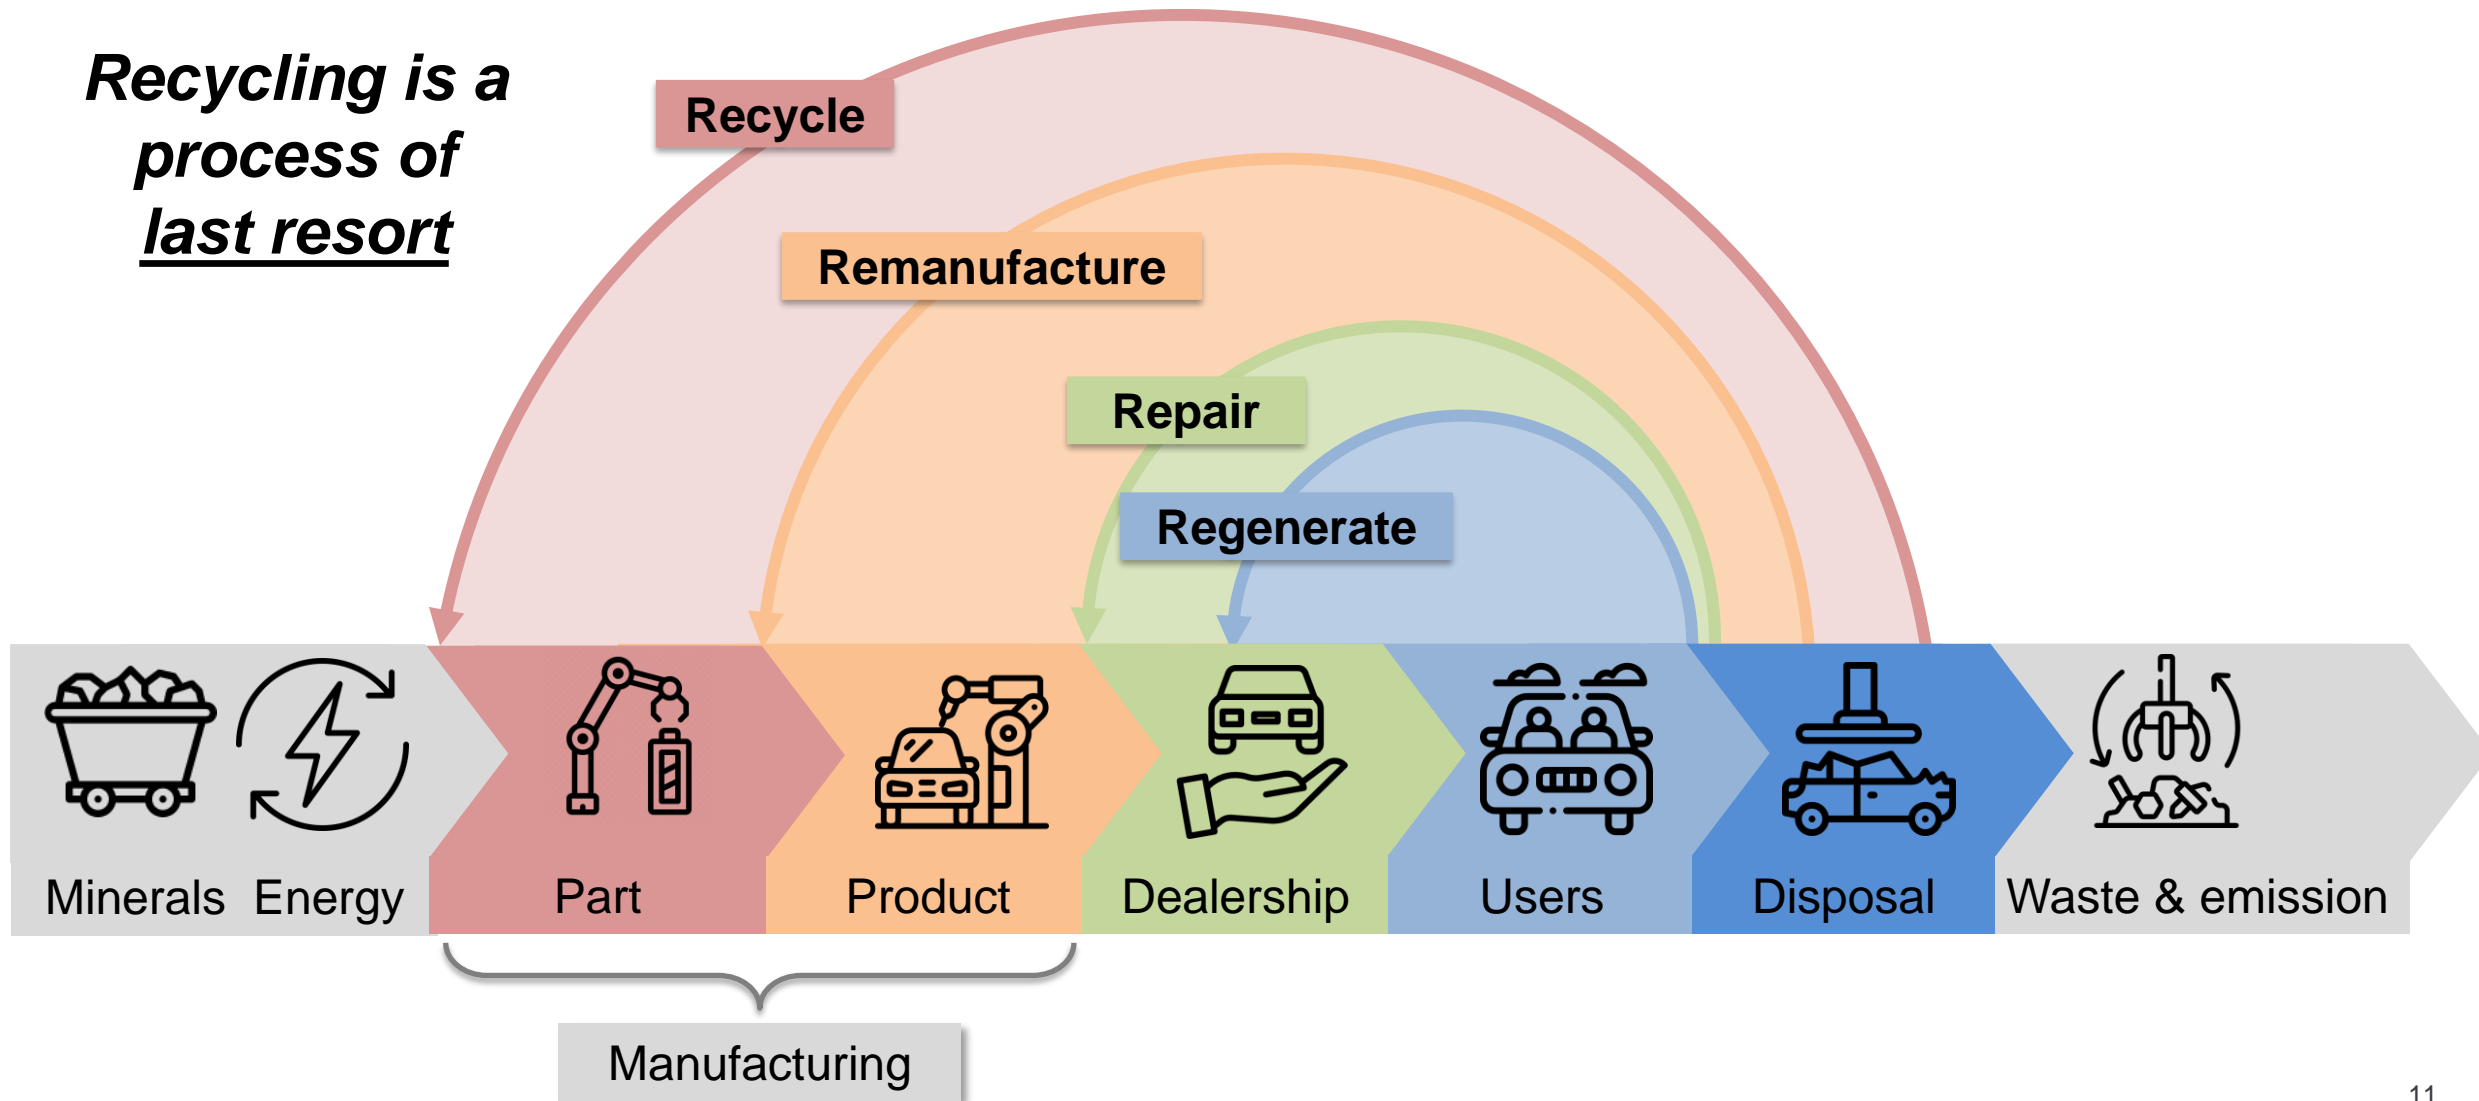 Recycling is a
process of
last resort
Recycle
Remanufacture
Repair
Regenerate
Minerals Energy
Part
Product
Dealership
Users
Disposal
Waste & emission
Manufacturing
11